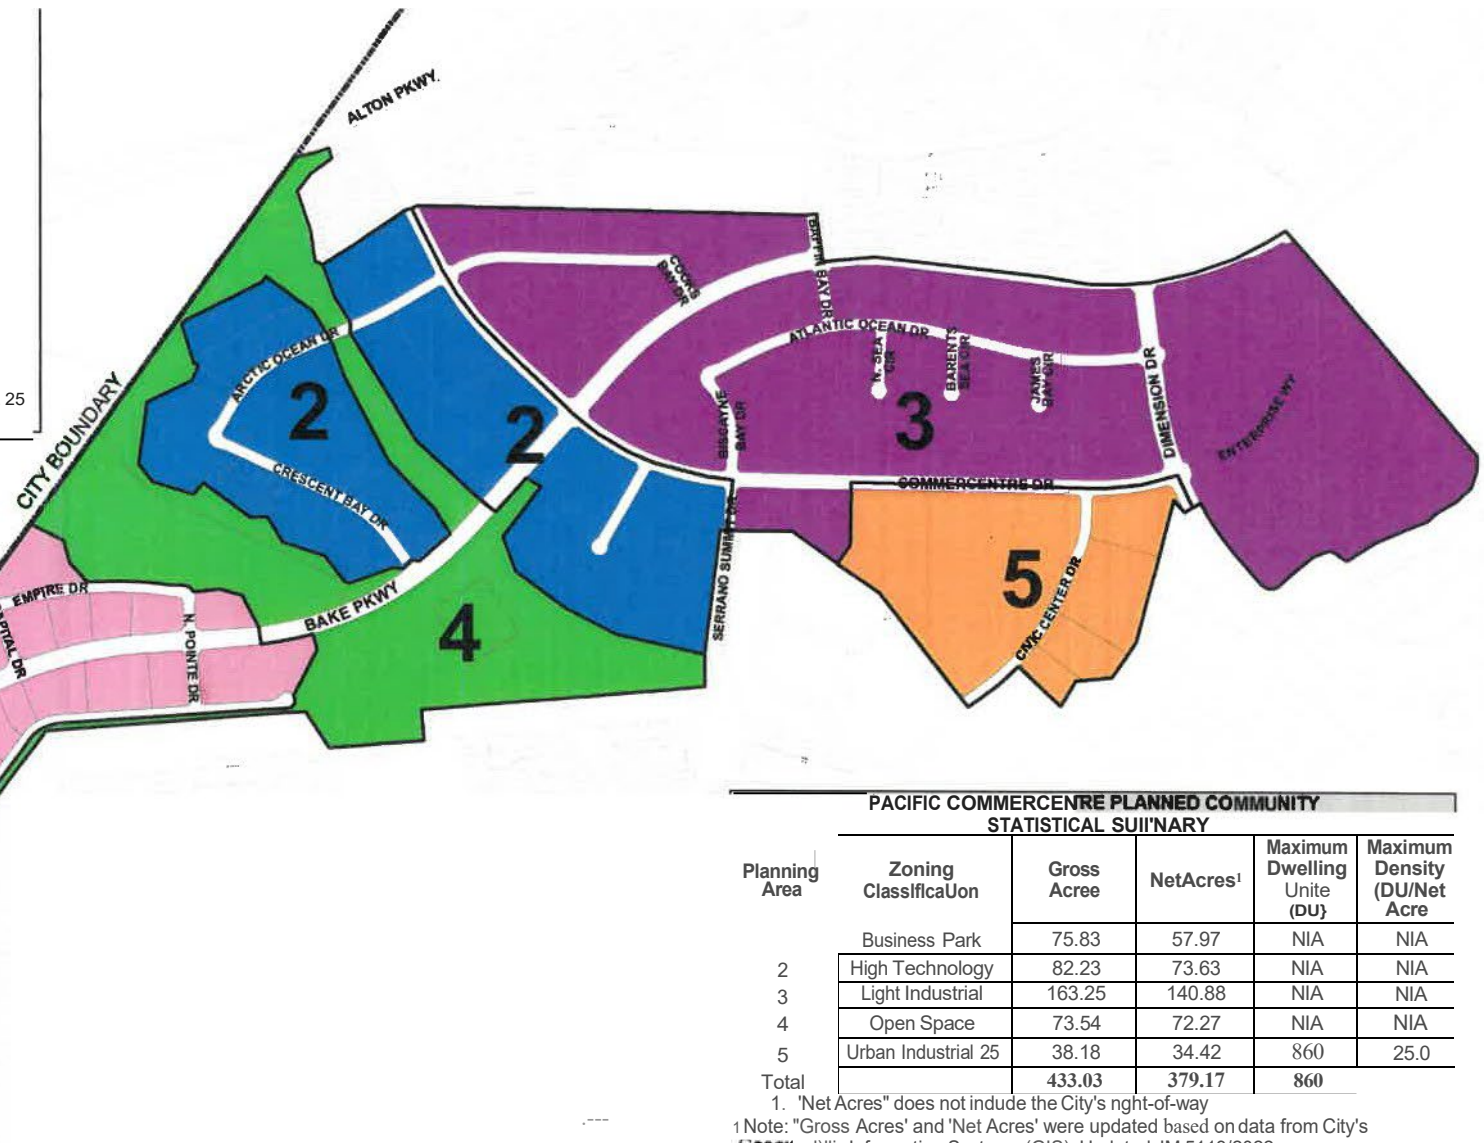 ALTON PKWY.
25
CITY BOUNDARY
ARCTIC OCEAN DR
2
2
CRESCENT BAY DR
COOKS
BAY DR
BAFFIN BAY DR
ATLANTIC OCEAN DR
N. SEA
CIR
BARENTS
SEA CIR
JAMES
BAY CIR
BISCAYNE
BAY DR
3
DIMENSION DR
ENTERPRISE WY
COMMERCENTRE DR
SERRANO SUMMIT DR
5
CIVIC CENTER DR
EMPIRE DR
N. POINTE DR
BAKE PKWY
4
PACIFIC COMMERCENTRE PLANNED COMMUNITY
STATISTICAL SUII'NARY
Planning Area Zoning ClasslflcaUon Gross Acree NetAcres1 Maximum Dwelling Unite (DU} Maximum Density (DU/Net Acre
Business Park 75.83 57.97 NIA NIA
2 High Technology 82.23 73.63 NIA NIA
3 Light Industrial 163.25 140.88 NIA NIA
4 Open Space 73.54 72.27 NIA NIA
5 Urban Industrial 25 38.18 34.42 860 25.0
Total 433.03 379.17 860
1. 'Net Acres" does not indude the City's nght-of-way
1 Note: "Gross Acres' and 'Net Acres' were updated based on data from City's